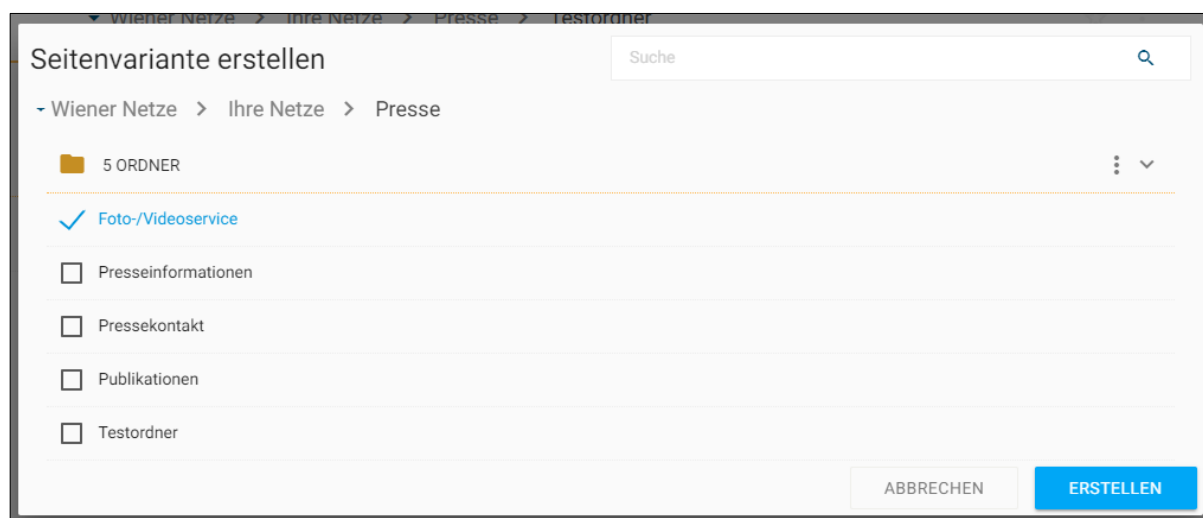 Wiener Netze > Ihre Netze > Presse > Testordner
Seitenvariante erstellen
Suche
Wiener Netze > Ihre Netze > Presse
5 ORDNER
Foto-/Videoservice
Presseinformationen
Pressekontakt
Publikationen
Testordner
ABBRECHEN
ERSTELLEN